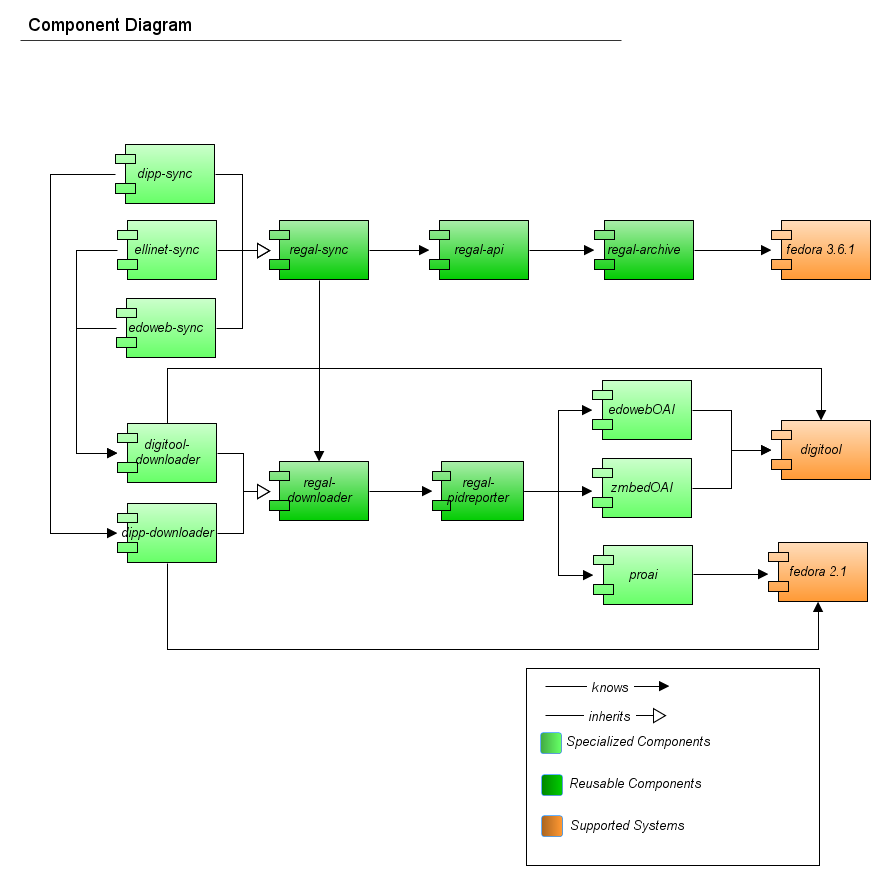 Component Diagram
dipp-sync
ellinet-sync
regal-sync
regal-api
regal-archive
fedora 3.6.1
edoweb-sync
edowebOAI
digitool-
downloader
digitool
regal-
downloader
regal-
pidreporter
zmbedOAI
dipp-downloader
proai
fedora 2.1
knows
inherits
Specialized Components
Reusable Components
Supported Systems